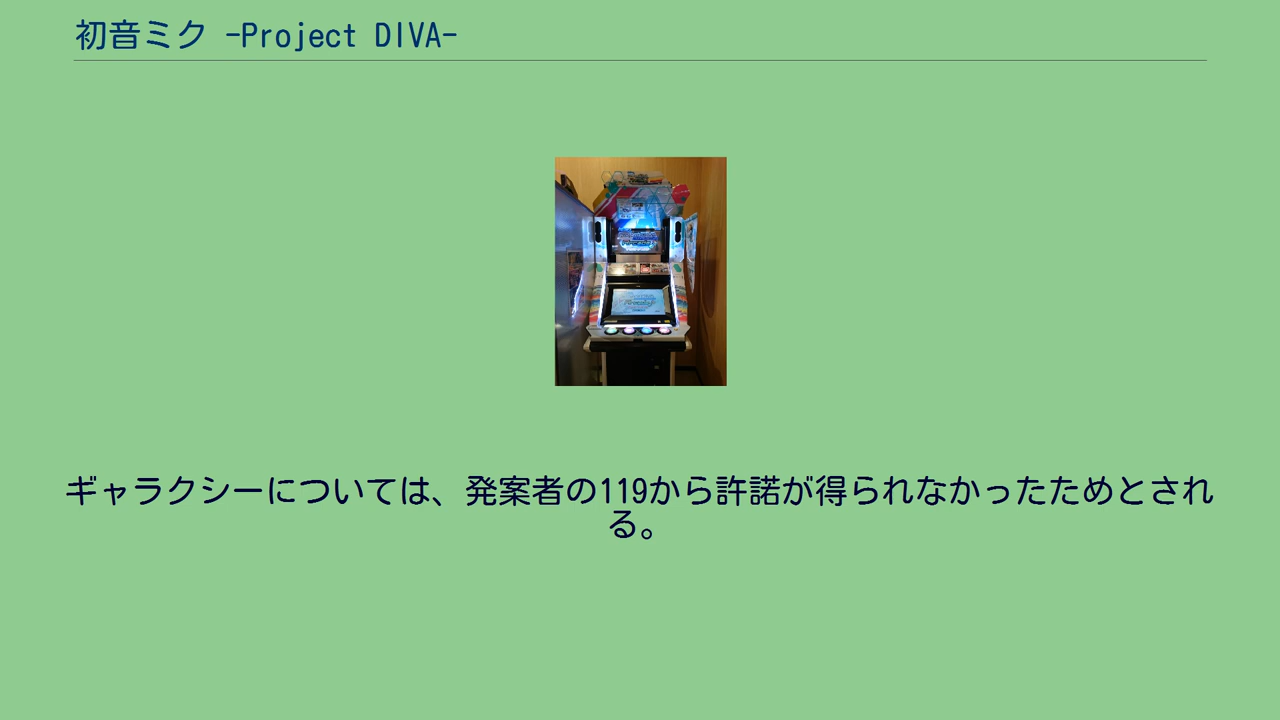 初音ミク -Project DIVA-
ギャラクシーについては、発案者の119から許諾が得られなかったためとされ
る。